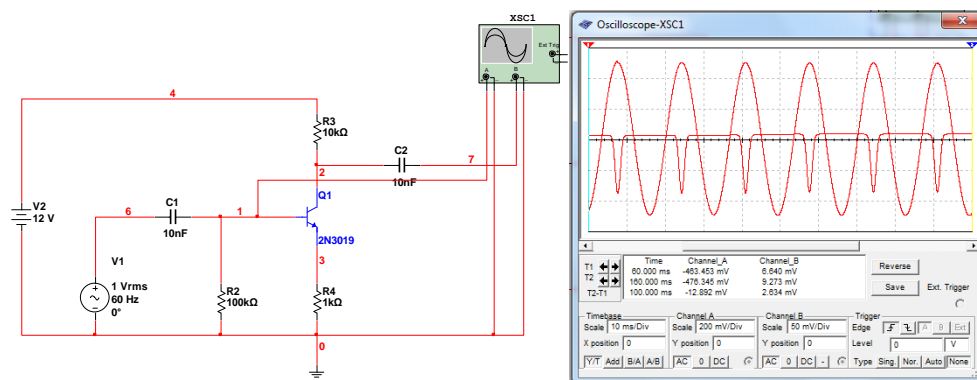 XSC1
Ext Trig
A
B
4
R3
10kΩ
C2
10nF
7
2
Q1
2N3019
V2
12 V
6
C1
10nF
1
3
V1
1 Vrms
60 Hz
0°
R2
100kΩ
R4
1kΩ
0
Oscilloscope-XSC1
T1
T2
T2-T1
Time Channel_A Channel_B
60.000 ms -463.453 mV 6.640 mV
160.000 ms -476.345 mV 9.273 mV
100.000 ms -12.892 mV 2.634 mV
Reverse
Save
Ext. Trigger
Timebase
Scale 10 ms/Div
X position 0
Y/T Add B/A A/B
Channel A
Scale 200 mV/Div
Y position 0
AC 0 DC
Channel B
Scale 50 mV/Div
Y position 0
AC 0 DC -
Trigger
Edge A B Ext
Level 0 V
Type Sing. Nor. Auto None